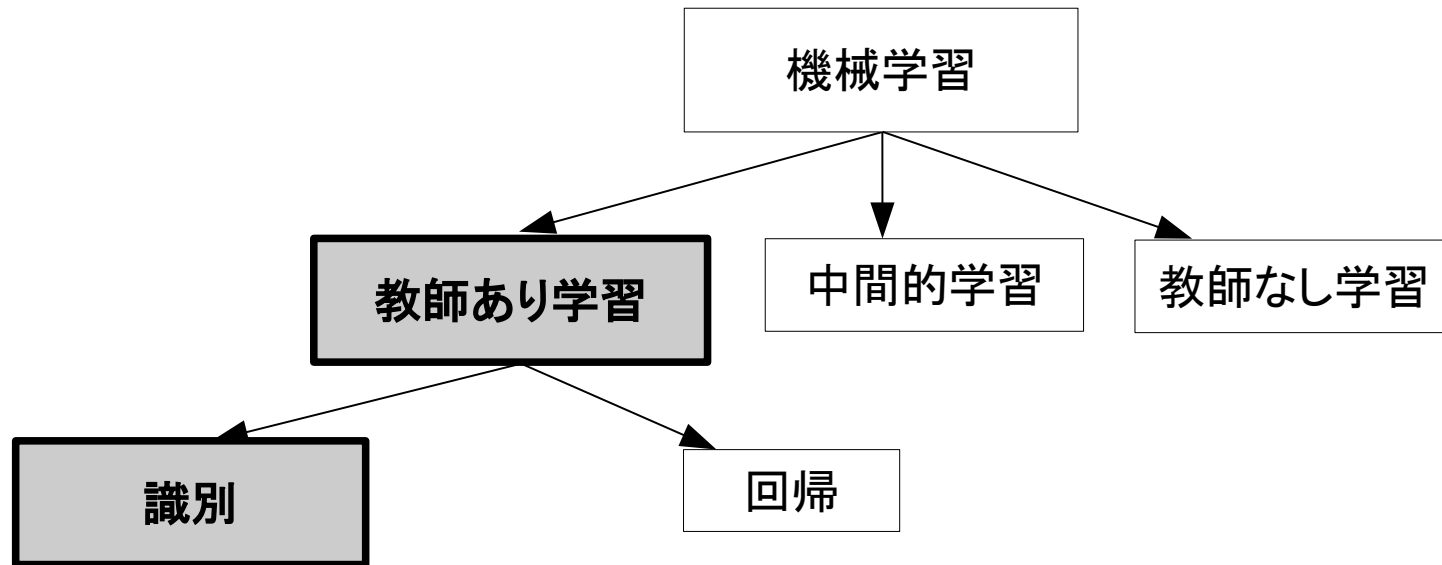 機械学習
教師あり学習
中間的学習
教師なし学習
識別
回帰